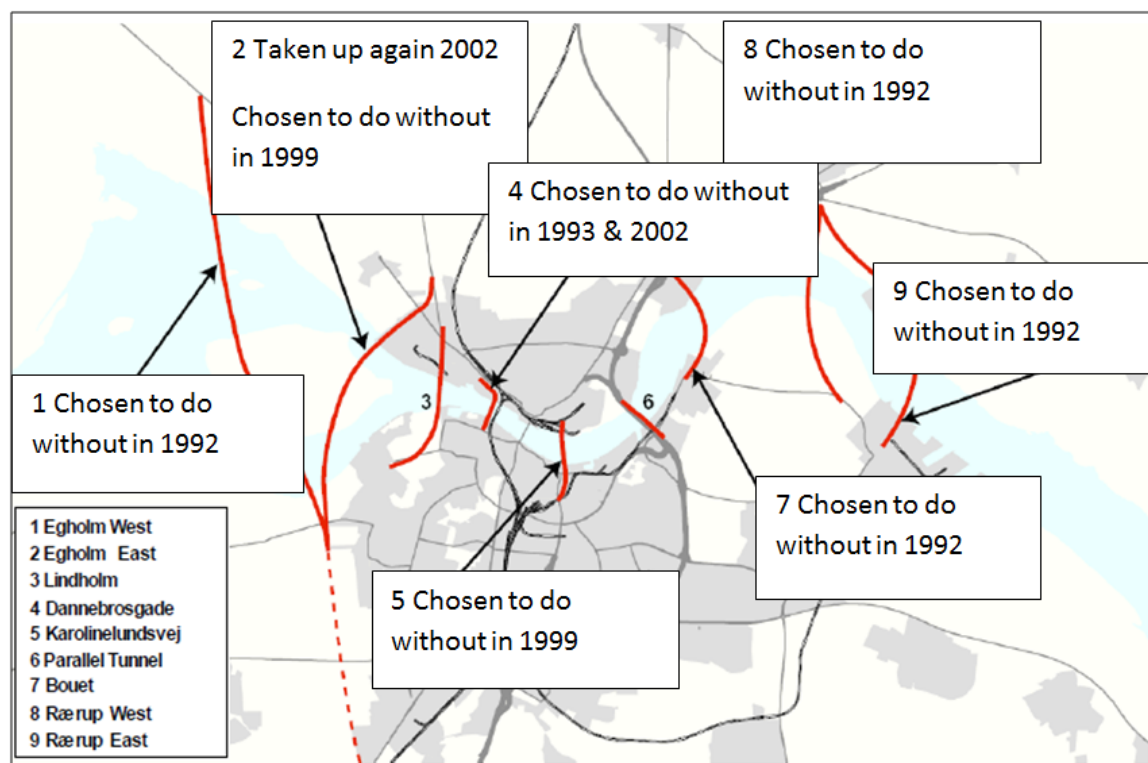 2 Taken up again 2002
Chosen to do without
in 1999
8 Chosen to do
without in 1992
4 Chosen to do without
in 1993 & 2002
9 Chosen to do
without in 1992
1 Chosen to do
without in 1992
3
6
7 Chosen to do
without in 1992
5 Chosen to do
without in 1999
1 Egholm West
2 Egholm East
3 Lindholm
4 Dannebrosgade
5 Karolinelundsvej
6 Parallel Tunnel
7 Bouet
8 Rærup West
9 Rærup East